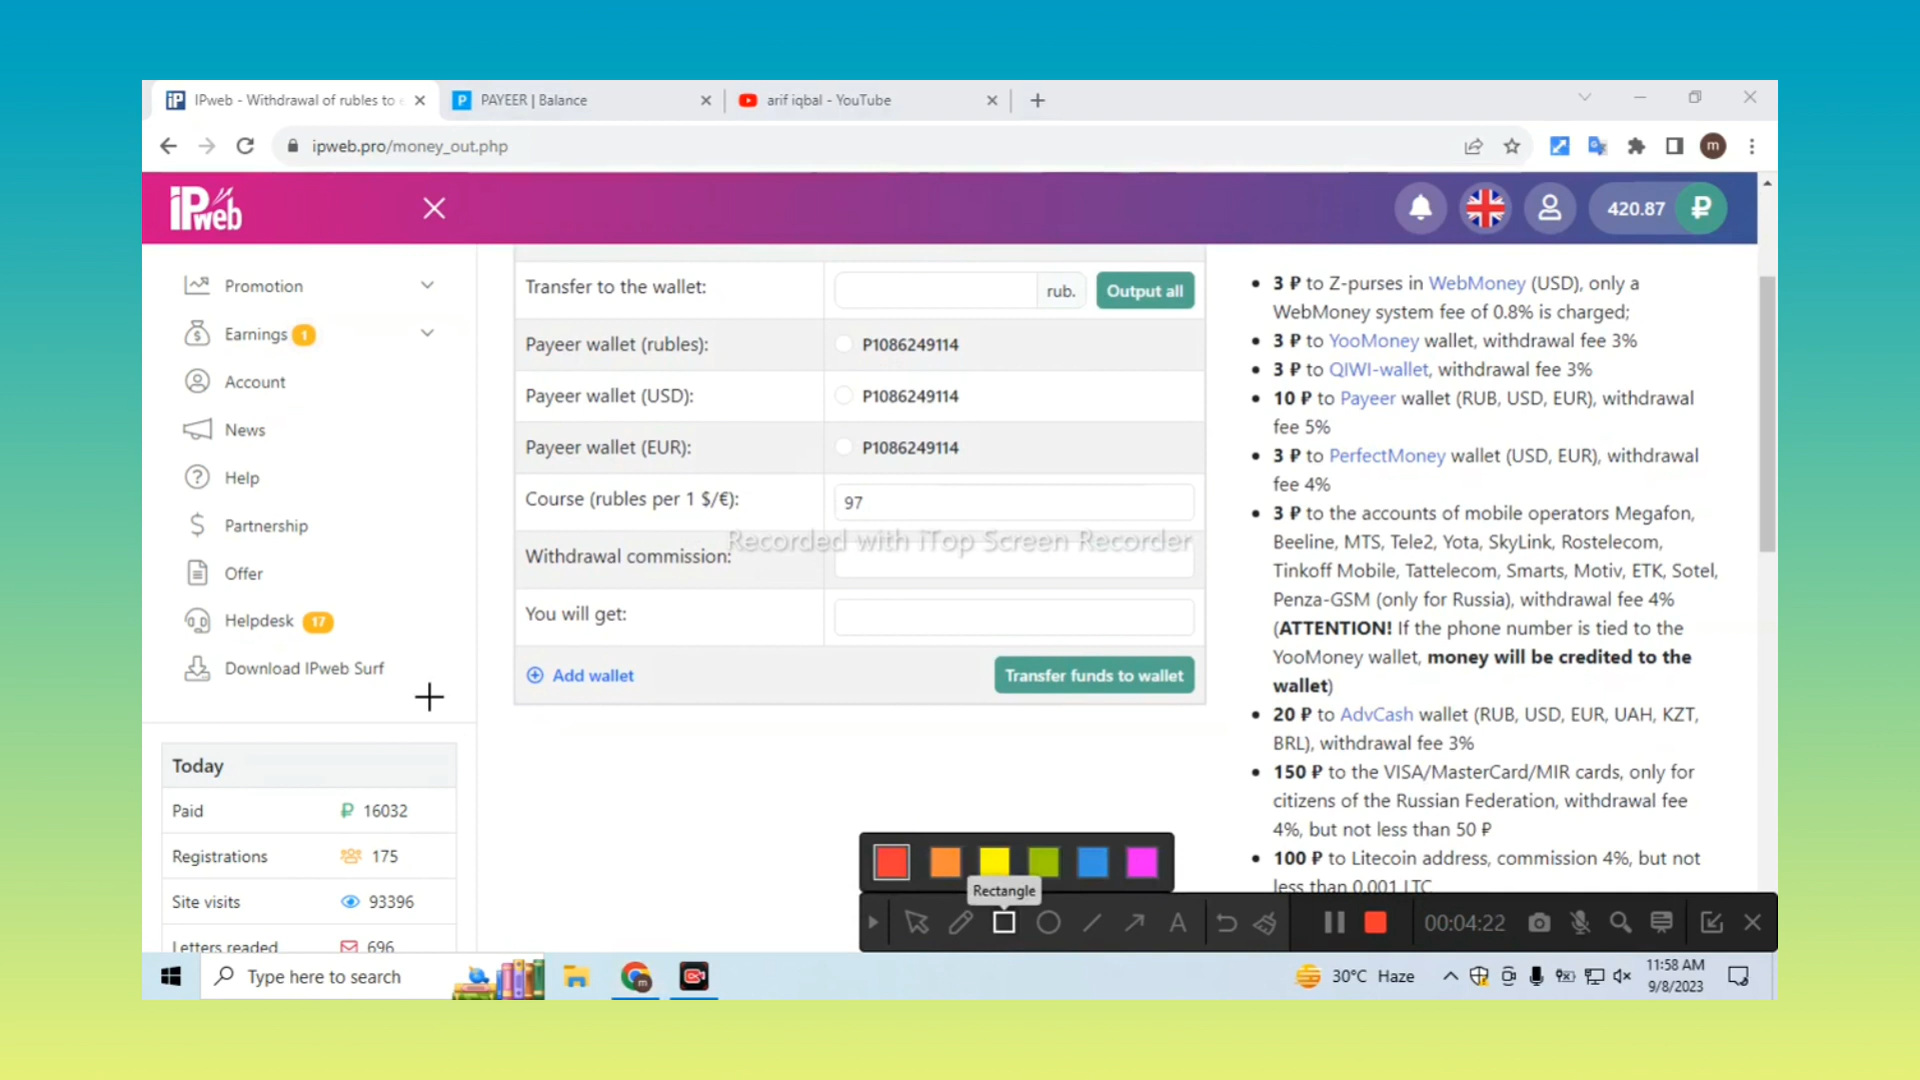 IPweb - Withdrawal of rubles to e
PAYEER | Balance
arif iqbal - YouTube
ipweb.pro/money_out.php
m
iPweb
420.87 ₽
Promotion
Earnings 1
Account
News
Help
Partnership
Offer
Helpdesk 17
Download IPweb Surf
Today
Paid ₽ 16032
Registrations 175
Site visits 93396
Letters readed 696
Transfer to the wallet: rub. Output all
Payeer wallet (rubles): P1086249114
Payeer wallet (USD): P1086249114
Payeer wallet (EUR): P1086249114
Course (rubles per 1 $/€): 97
Recorded with iTop Screen Recorder
Withdrawal commission:
You will get:
Add wallet Transfer funds to wallet
• 3 ₽ to Z-purses in WebMoney (USD), only a
WebMoney system fee of 0.8% is charged;
• 3 ₽ to YooMoney wallet, withdrawal fee 3%
• 3 ₽ to QIWI-wallet, withdrawal fee 3%
• 10 ₽ to Payeer wallet (RUB, USD, EUR), withdrawal
fee 5%
• 3 ₽ to PerfectMoney wallet (USD, EUR), withdrawal
fee 4%
• 3 ₽ to the accounts of mobile operators Megafon,
Beeline, MTS, Tele2, Yota, SkyLink, Rostelecom,
Tinkoff Mobile, Tattelecom, Smarts, Motiv, ETK, Sotel,
Penza-GSM (only for Russia), withdrawal fee 4%
(ATTENTION! If the phone number is tied to the
YooMoney wallet, money will be credited to the
wallet)
• 20 ₽ to AdvCash wallet (RUB, USD, EUR, UAH, KZT,
BRL), withdrawal fee 3%
• 150 ₽ to the VISA/MasterCard/MIR cards, only for
citizens of the Russian Federation, withdrawal fee
4%, but not less than 50 ₽
• 100 ₽ to Litecoin address, commission 4%, but not
less than 0.001 LTC
Rectangle
A
00:04:22
Type here to search
m
30°C Haze
11:58 AM
9/8/2023